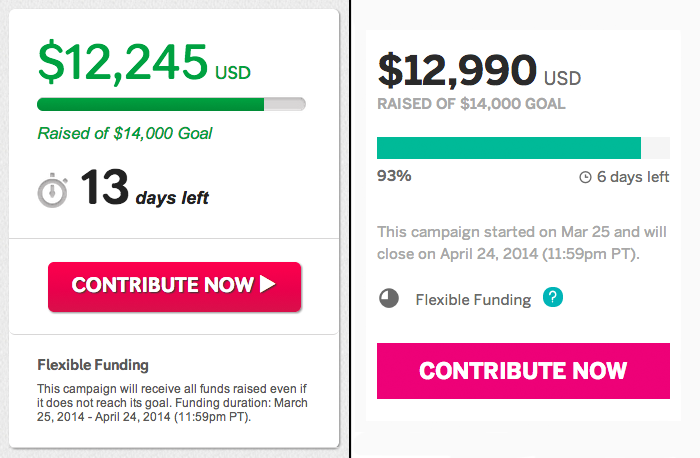 $12,245 USD
Raised of $14,000 Goal
13 days left
CONTRIBUTE NOW
Flexible Funding
This campaign will receive all funds raised even if
it does not reach its goal. Funding duration: March
25, 2014 - April 24, 2014 (11:59pm PT).
$12,990 USD
RAISED OF $14,000 GOAL
93% 6 days left
This campaign started on Mar 25 and will
close on April 24, 2014 (11:59pm PT).
Flexible Funding ?
CONTRIBUTE NOW